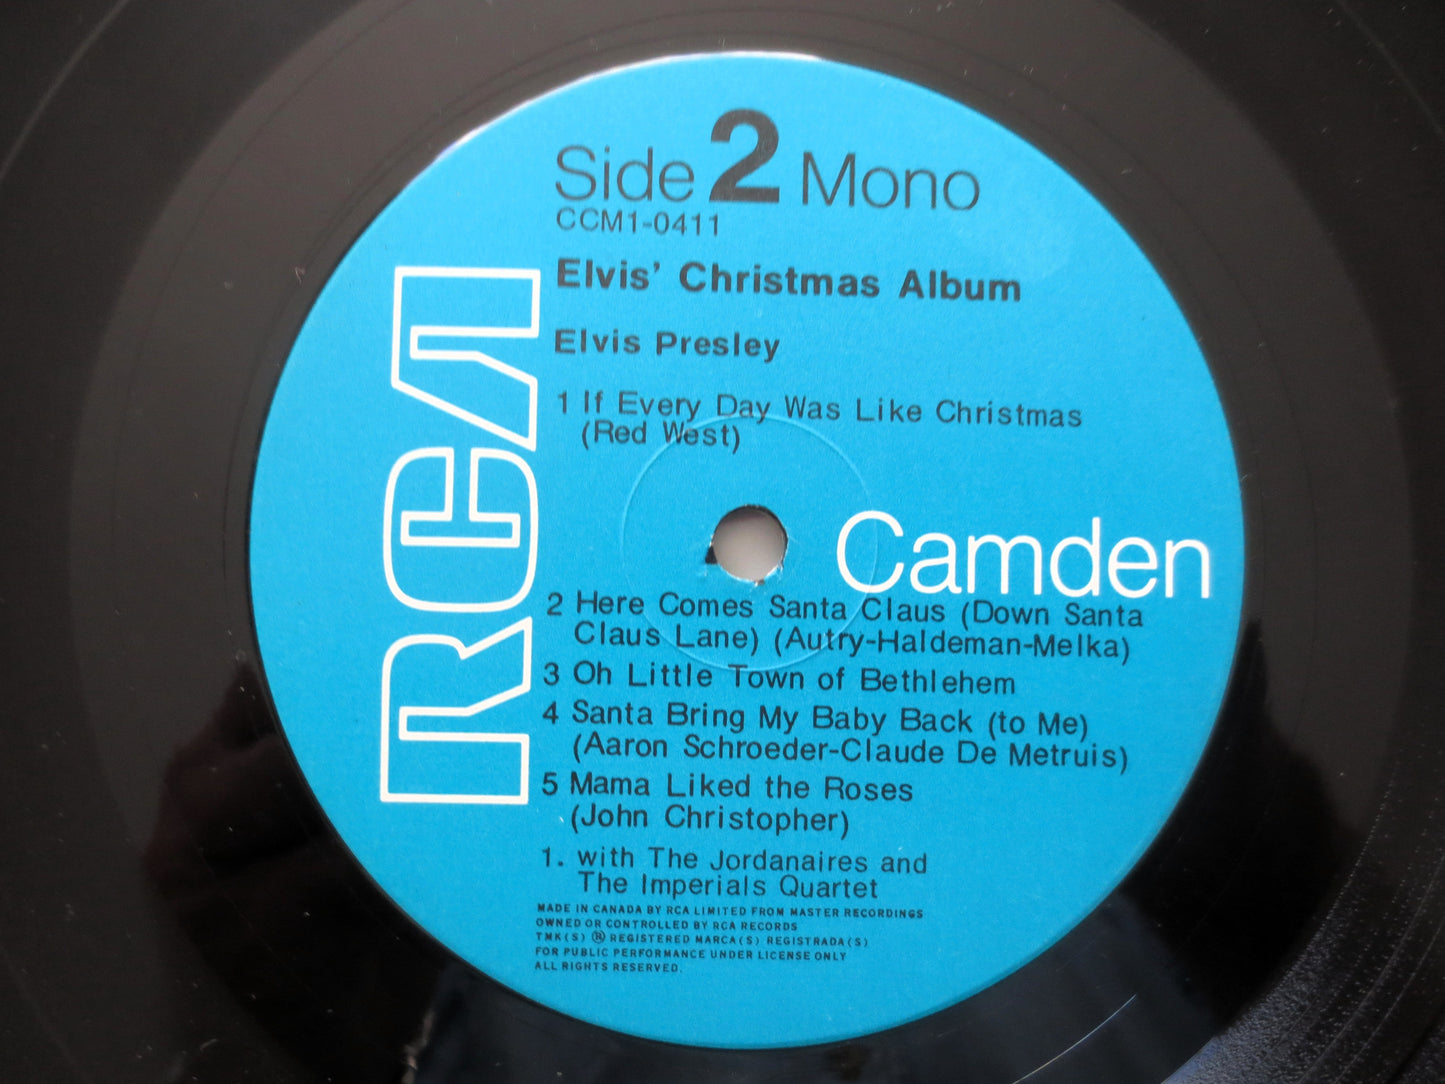 Side 2 Mono
CCM1-0411
Elvis' Christmas Album
Elvis Presley
1 If Every Day Was Like Christmas
(Red West)
RCA
Camden
2 Here Comes Santa Claus (Down Santa
Claus Lane) (Autry-Haldeman-Melka)
3 Oh Little Town of Bethlehem
4 Santa Bring My Baby Back (to Me)
(Aaron Schroeder-Claude De Metruis)
5 Mama Liked the Roses
(John Christopher)
1. with The Jordanaires and
The Imperials Quartet
MADE IN CANADA BY RCA LIMITED FROM MASTER RECORDINGS
OWNED OR CONTROLLED BY RCA RECORDS
TMK(S) ® REGISTERED MARCA(S) REGISTRADA(S)
FOR PUBLIC PERFORMANCE UNDER LICENSE ONLY
ALL RIGHTS RESERVED.